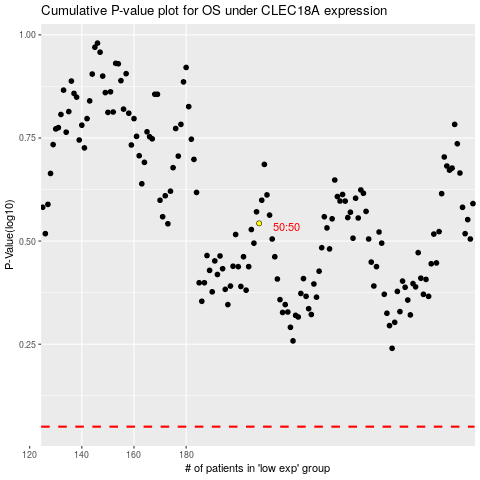 Cumulative P-value plot for OS under CLEC18A expression
P-Value(log10)
1.00
0.75
0.50
0.25
50:50
120 140 160 180
# of patients in 'low exp' group